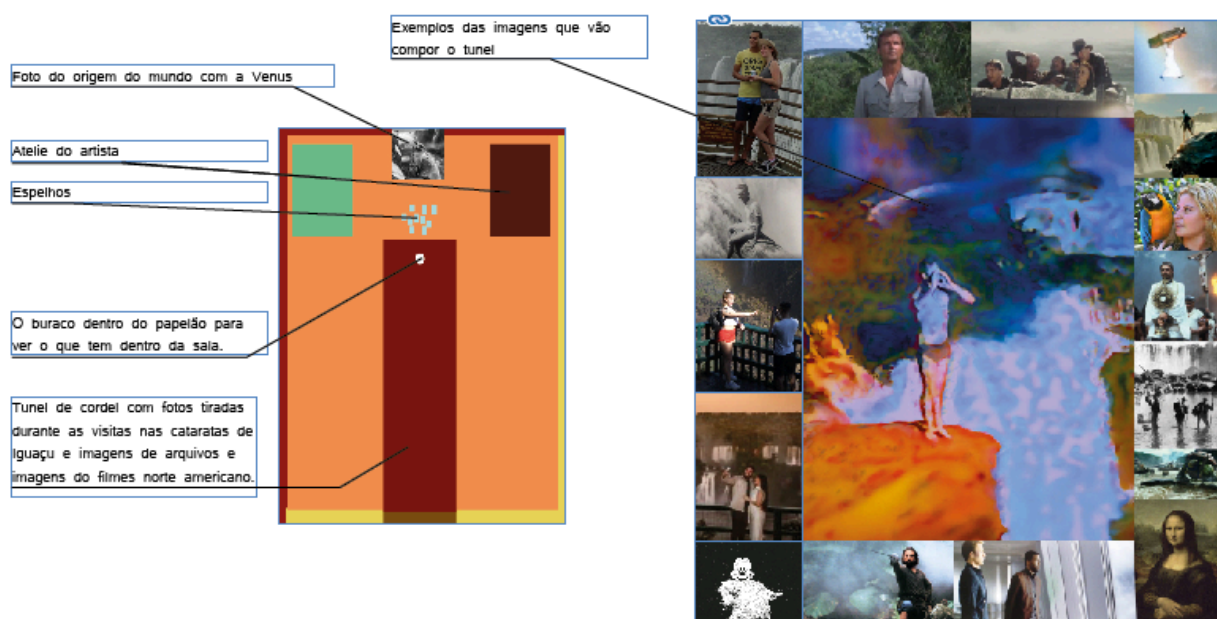 Exemplos das imagens que vão
compor o tunel
Foto do origem do mundo com a Venus
Atelie do artista
Espelhos
O buraco dentro do papelão para
ver o que tem dentro da sala.
Tunel de cordel com fotos tiradas
durante as visitas nas cataratas de
Iguaçu e imagens de arquivos e
imagens do filmes norte americano.